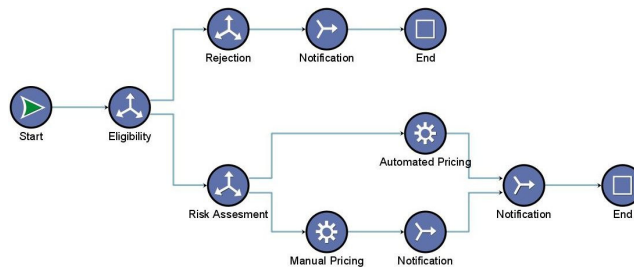 Rejection
Notification
End
Start
Eligibility
Automated Pricing
Risk Assesment
Notification
End
Manual Pricing
Notification